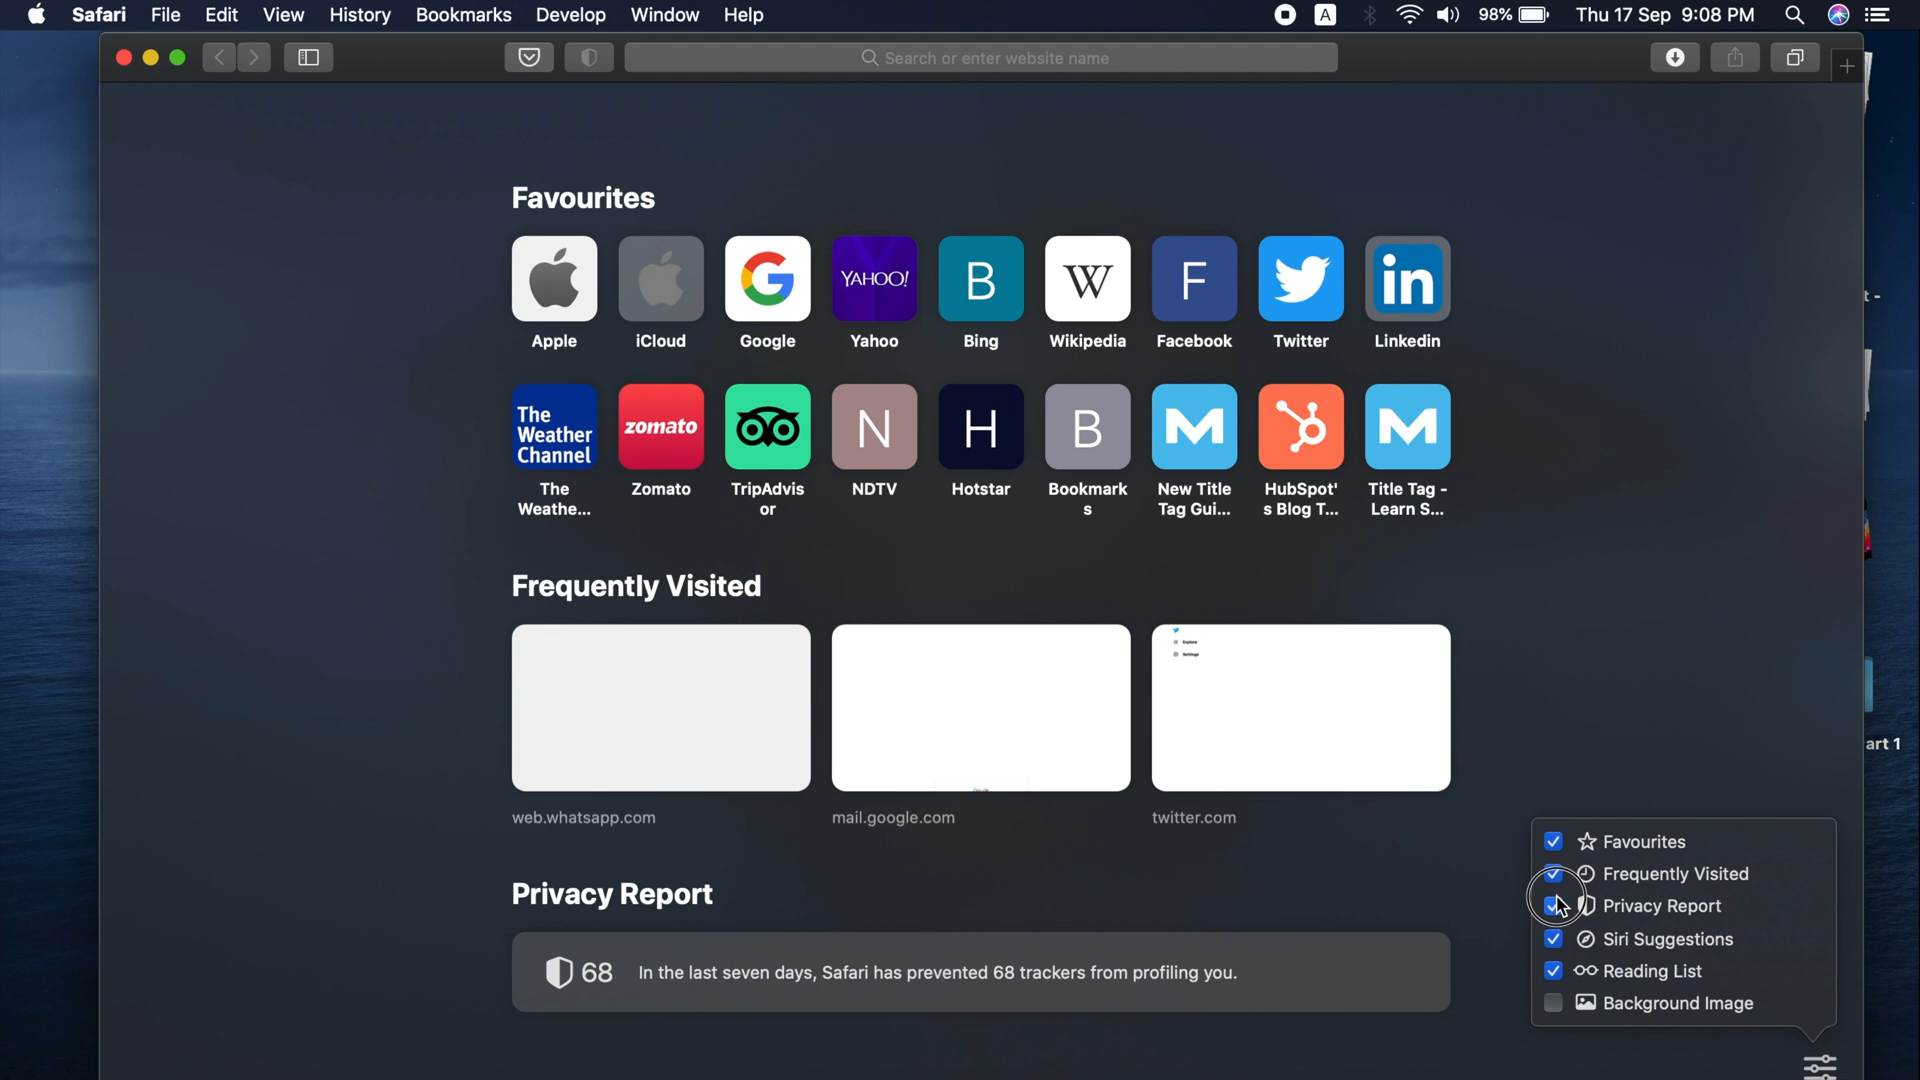 Safari File Edit View History Bookmarks Develop Window Help A 98% Thu 17 Sep 9:08 PM
Search or enter website name
Favourites
YAHOO! B W F in
Apple iCloud Google Yahoo Bing Wikipedia Facebook Twitter Linkedin
The Weather Channel zomato N H B
The Weathe... Zomato TripAdvisor NDTV Hotstar Bookmarks New Title Tag Gui... HubSpot's Blog T... Title Tag - Learn S...
t -
Frequently Visited
Explore
Settings
art 1
web.whatsapp.com mail.google.com twitter.com
Privacy Report
68 In the last seven days, Safari has prevented 68 trackers from profiling you.
Favourites
Frequently Visited
Privacy Report
Siri Suggestions
Reading List
Background Image